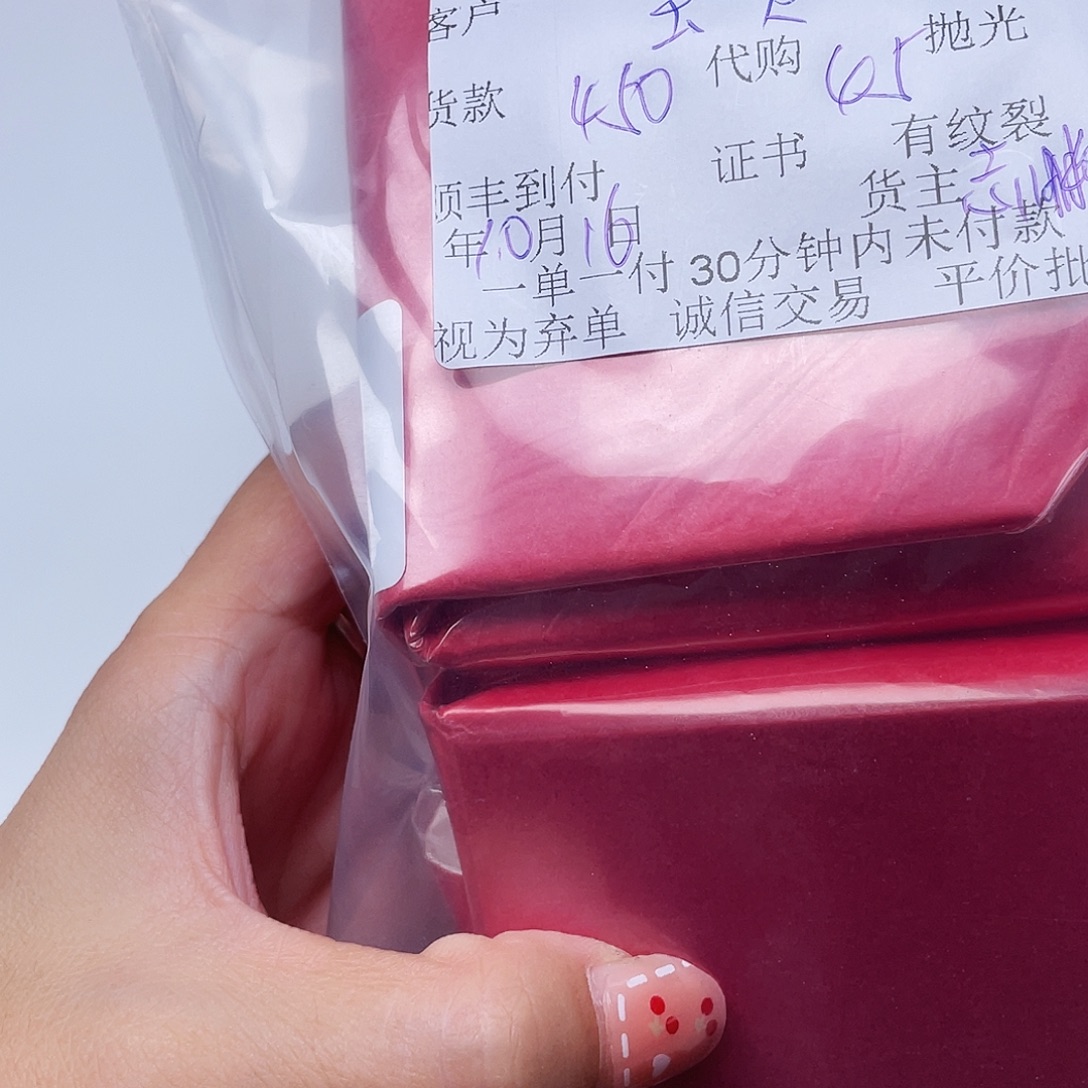 客户
代购 65 抛光
货款 450
证书 有纹裂
顺丰到付 货主
年10月16日
一单一付 30分钟内未付款
视为弃单 诚信交易 平价批